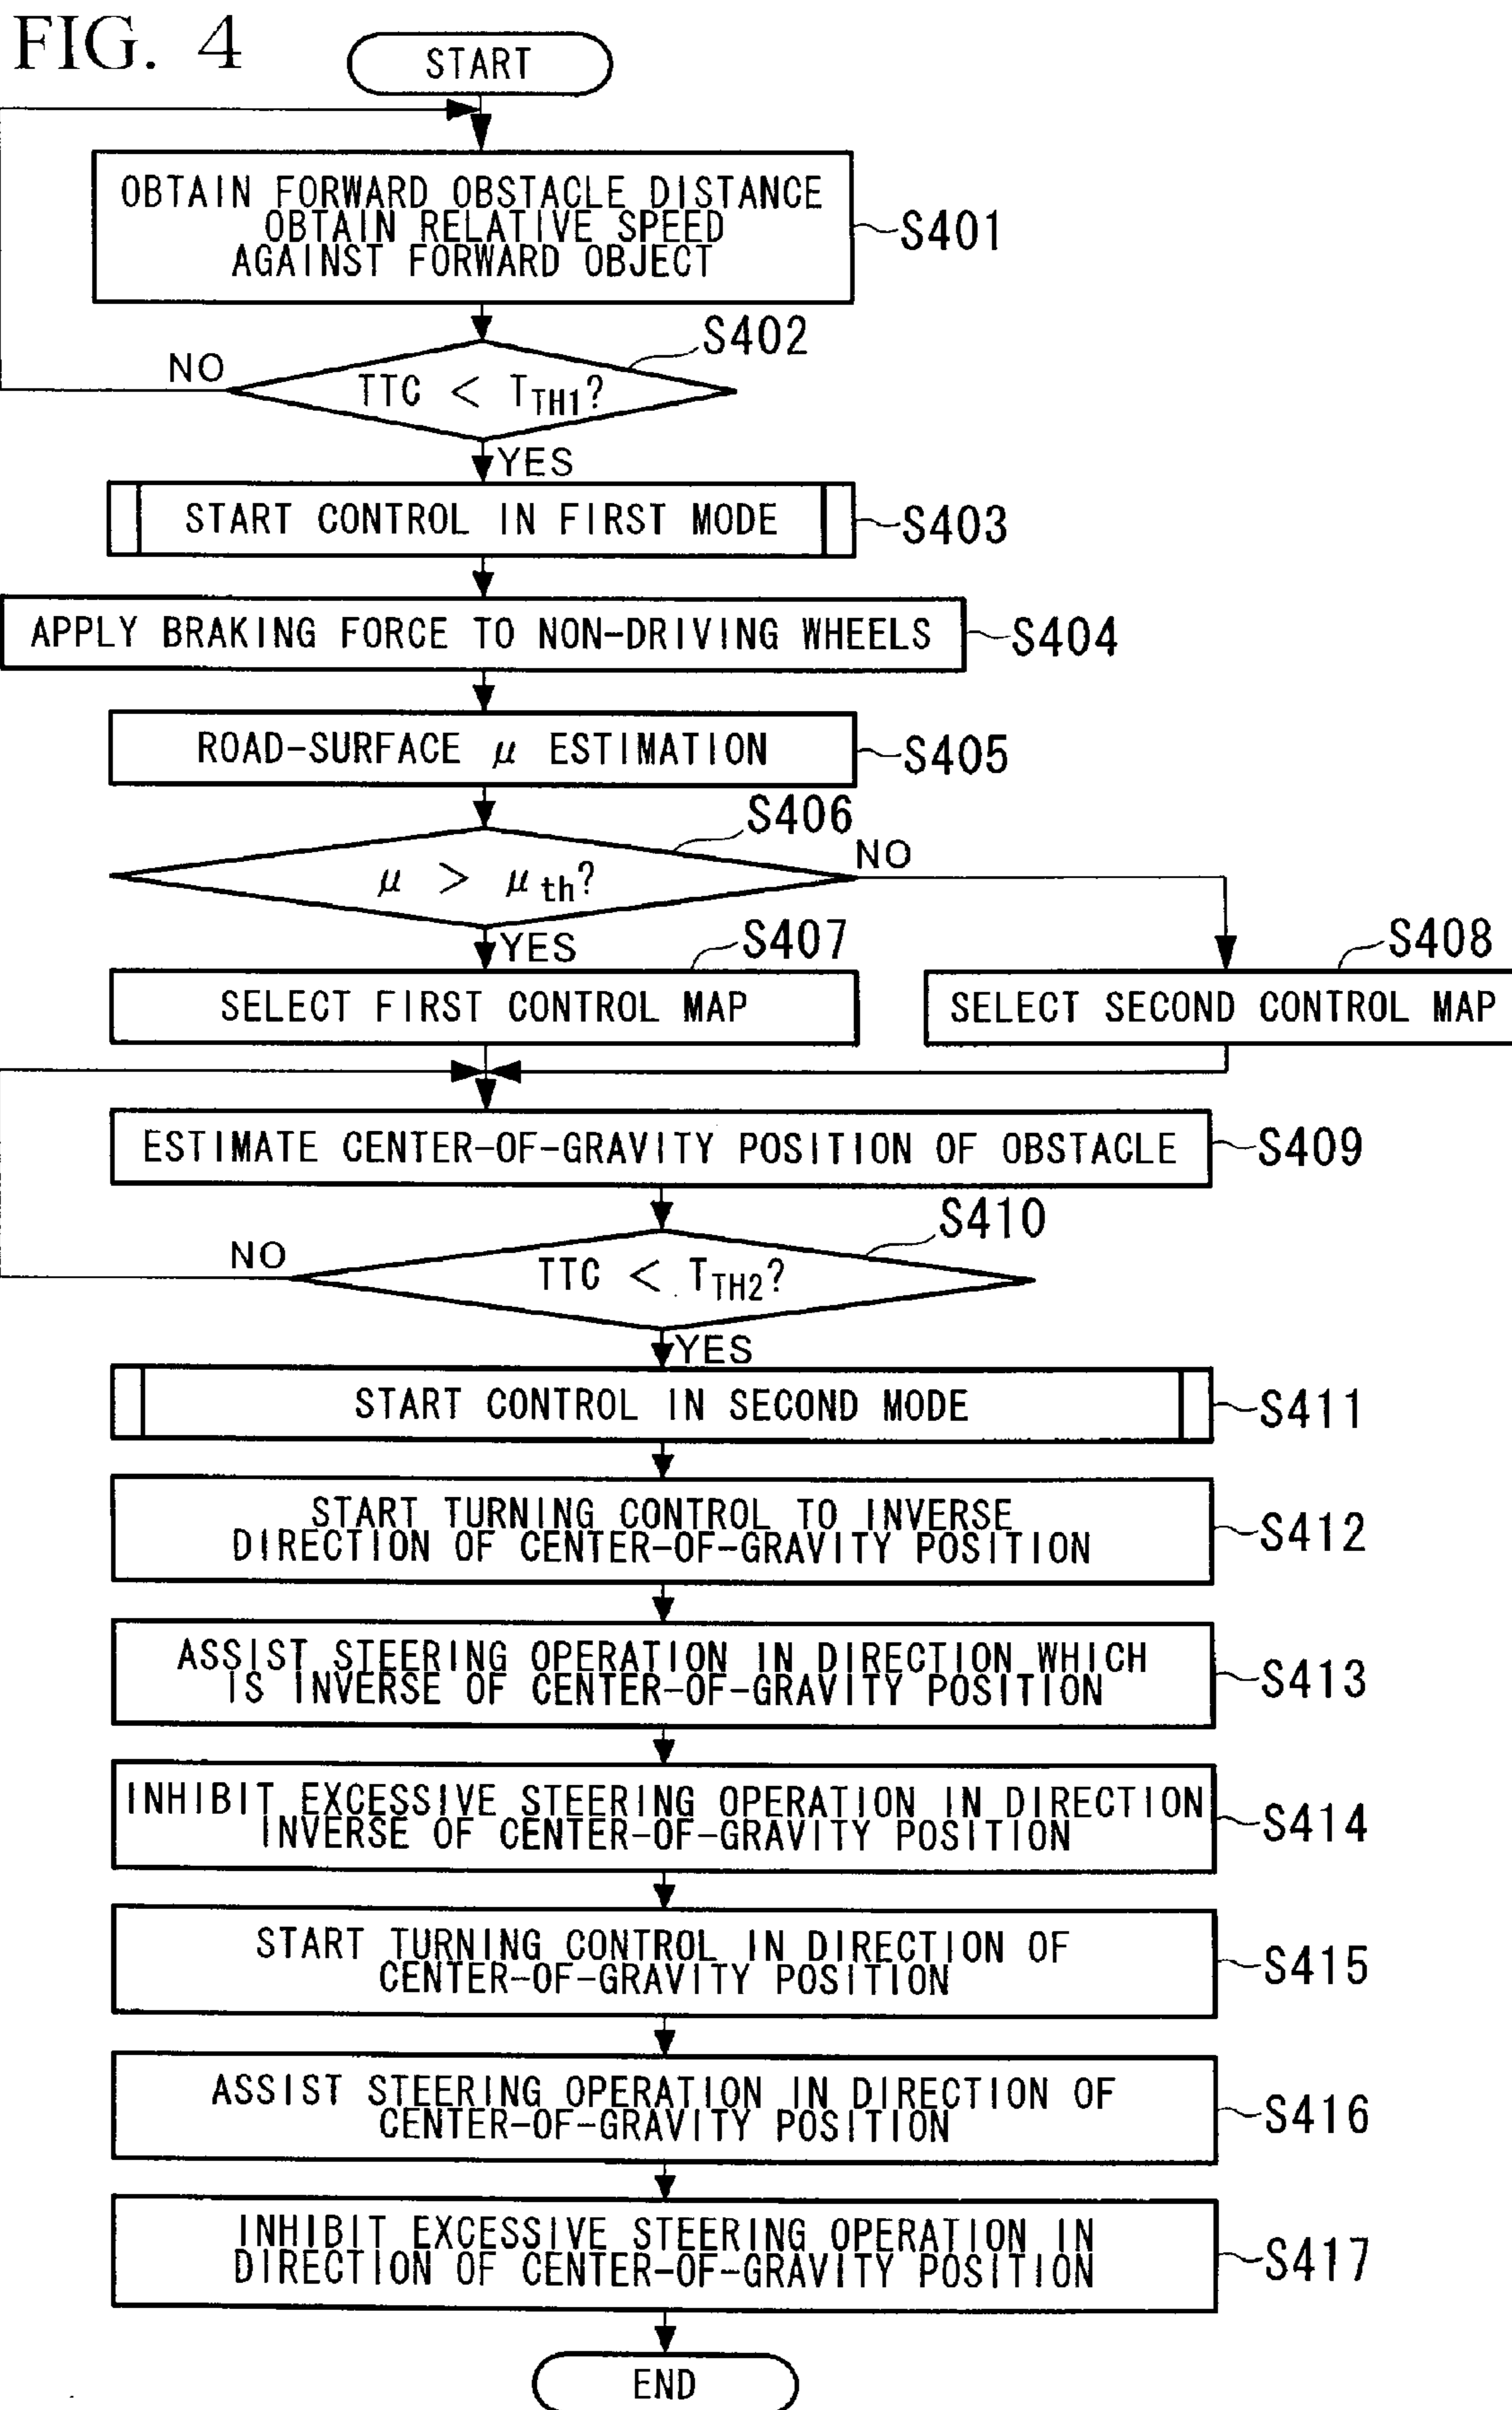 FIG. 4
START
OBTAIN FORWARD OBSTACLE DISTANCE
OBTAIN RELATIVE SPEED
AGAINST FORWARD OBJECT
S401
S402
NO
TTC < TTH1?
YES
START CONTROL IN FIRST MODE
S403
APPLY BRAKING FORCE TO NON-DRIVING WHEELS
S404
ROAD-SURFACE μ ESTIMATION
S405
S406
μ > μth?
NO
YES
S407
S408
SELECT FIRST CONTROL MAP
SELECT SECOND CONTROL MAP
ESTIMATE CENTER-OF-GRAVITY POSITION OF OBSTACLE
S409
S410
NO
TTC < TTH2?
YES
START CONTROL IN SECOND MODE
S411
START TURNING CONTROL TO INVERSE
DIRECTION OF CENTER-OF-GRAVITY POSITION
S412
ASSIST STEERING OPERATION IN DIRECTION WHICH
IS INVERSE OF CENTER-OF-GRAVITY POSITION
S413
INHIBIT EXCESSIVE STEERING OPERATION IN DIRECTION
INVERSE OF CENTER-OF-GRAVITY POSITION
S414
START TURNING CONTROL IN DIRECTION OF
CENTER-OF-GRAVITY POSITION
S415
ASSIST STEERING OPERATION IN DIRECTION OF
CENTER-OF-GRAVITY POSITION
S416
INHIBIT EXCESSIVE STEERING OPERATION IN
DIRECTION OF CENTER-OF-GRAVITY POSITION
S417
END